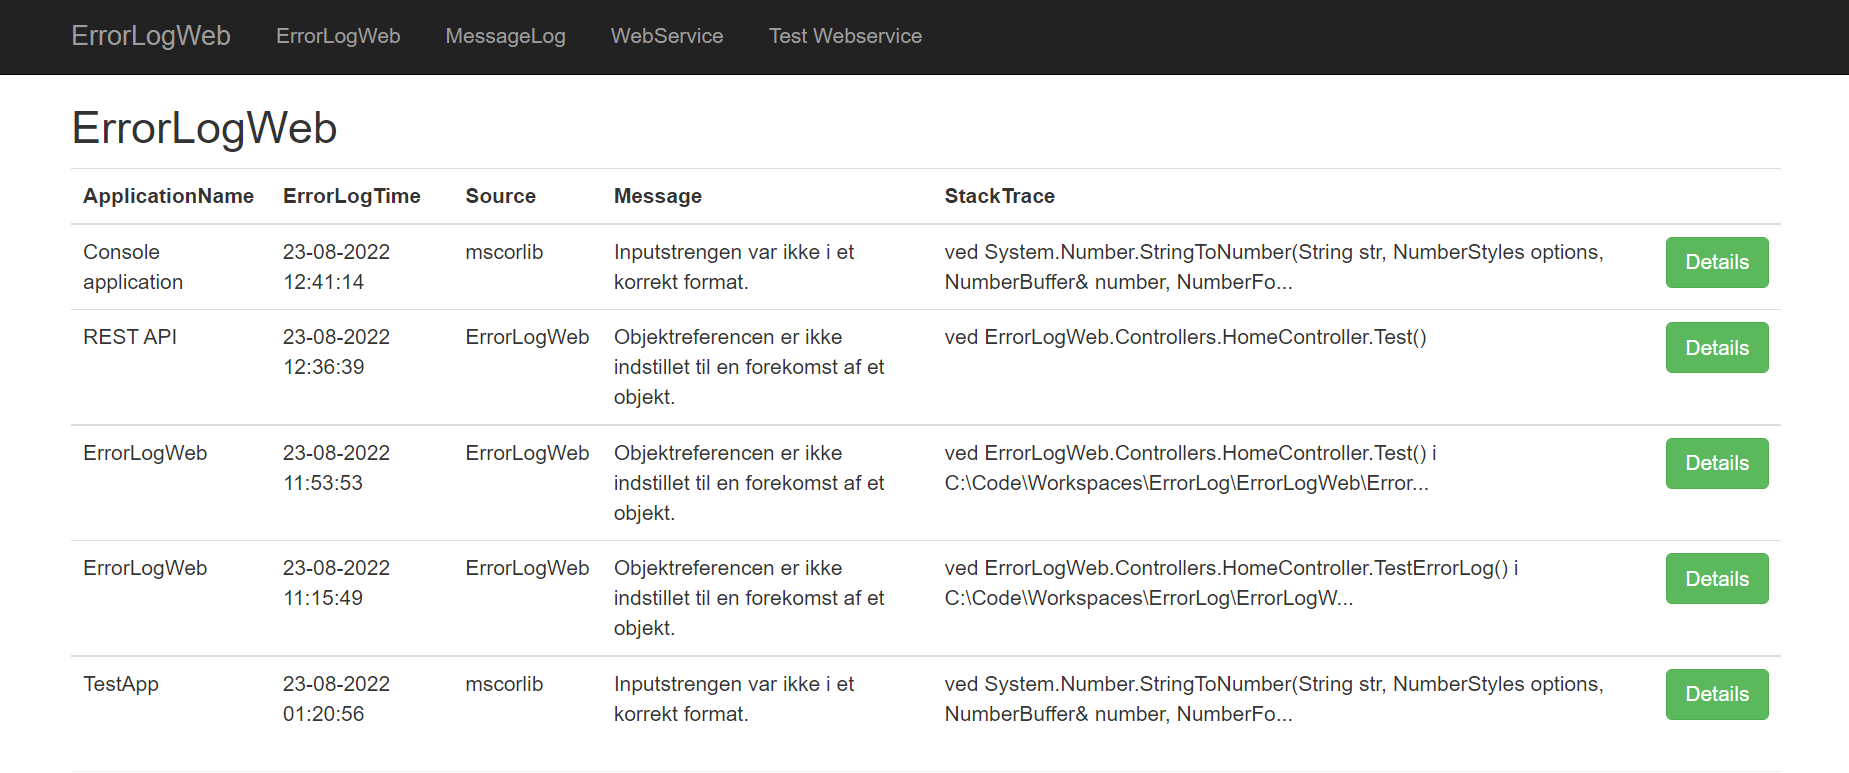 ErrorLogWeb ErrorLogWeb MessageLog WebService Test Webservice
ErrorLogWeb
ApplicationName ErrorLogTime Source Message StackTrace
Console 23-08-2022 mscorlib Inputstrengen var ikke i et ved System.Number.StringToNumber(String str, NumberStyles options, Details
application 12:41:14 korrekt format. NumberBuffer& number, NumberFo...
REST API 23-08-2022 ErrorLogWeb Objektreferencen er ikke ved ErrorLogWeb.Controllers.HomeController.Test() Details
12:36:39 indstillet til en forekomst af et
objekt.
ErrorLogWeb 23-08-2022 ErrorLogWeb Objektreferencen er ikke ved ErrorLogWeb.Controllers.HomeController.Test() i Details
11:53:53 indstillet til en forekomst af et C:\Code\Workspaces\ErrorLog\ErrorLogWeb\Error...
objekt.
ErrorLogWeb 23-08-2022 ErrorLogWeb Objektreferencen er ikke ved ErrorLogWeb.Controllers.HomeController.TestErrorLog() i Details
11:15:49 indstillet til en forekomst af et C:\Code\Workspaces\ErrorLog\ErrorLogW...
objekt.
TestApp 23-08-2022 mscorlib Inputstrengen var ikke i et ved System.Number.StringToNumber(String str, NumberStyles options, Details
01:20:56 korrekt format. NumberBuffer& number, NumberFo...